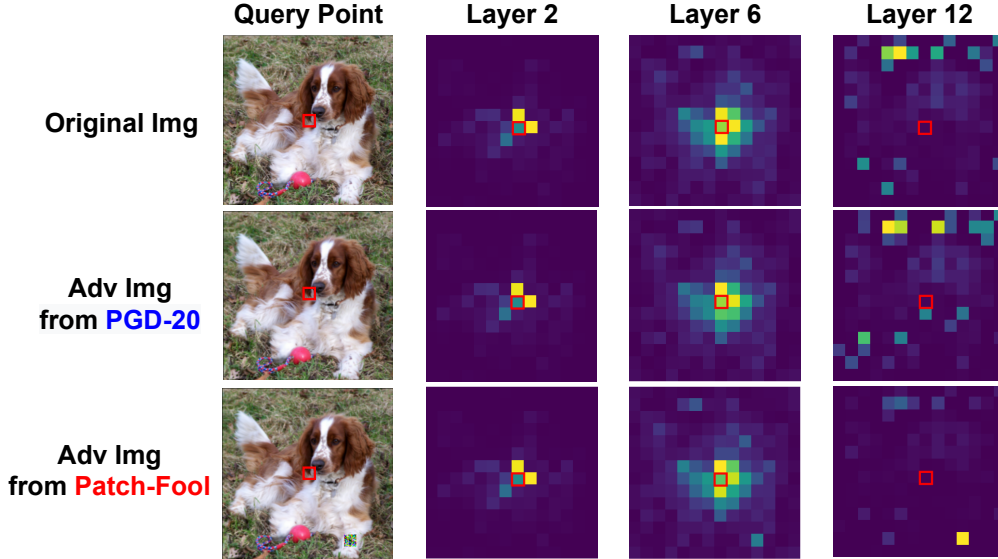 Query Point Layer 2 Layer 6 Layer 12
Original Img
Adv Img
from PGD-20
Adv Img
from Patch-Fool